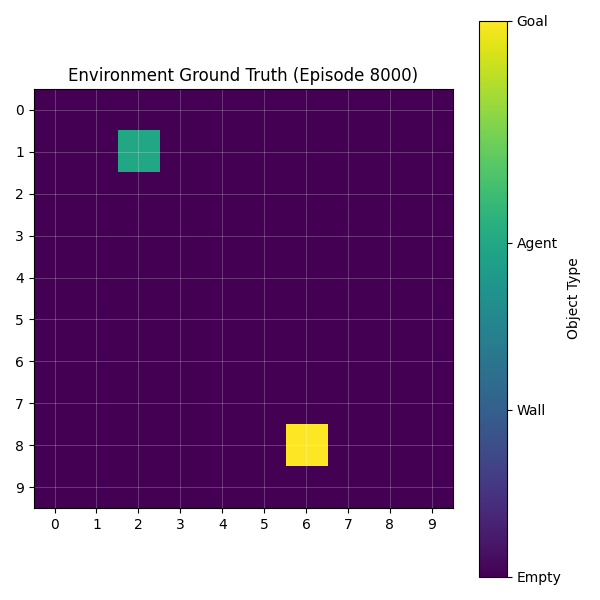 Environment Ground Truth (Episode 8000)
0
1
2
3
4
5
6
7
8
9
0 1 2 3 4 5 6 7 8 9
Goal
Agent
Wall
Empty
Object Type